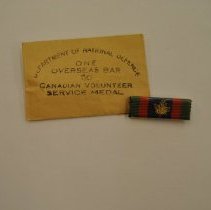 DEPARTMENT OF NATIONAL DEFENCE
ONE
OVERSEAS BAR
TO
CANADIAN VOLUNTEER
SERVICE MEDAL